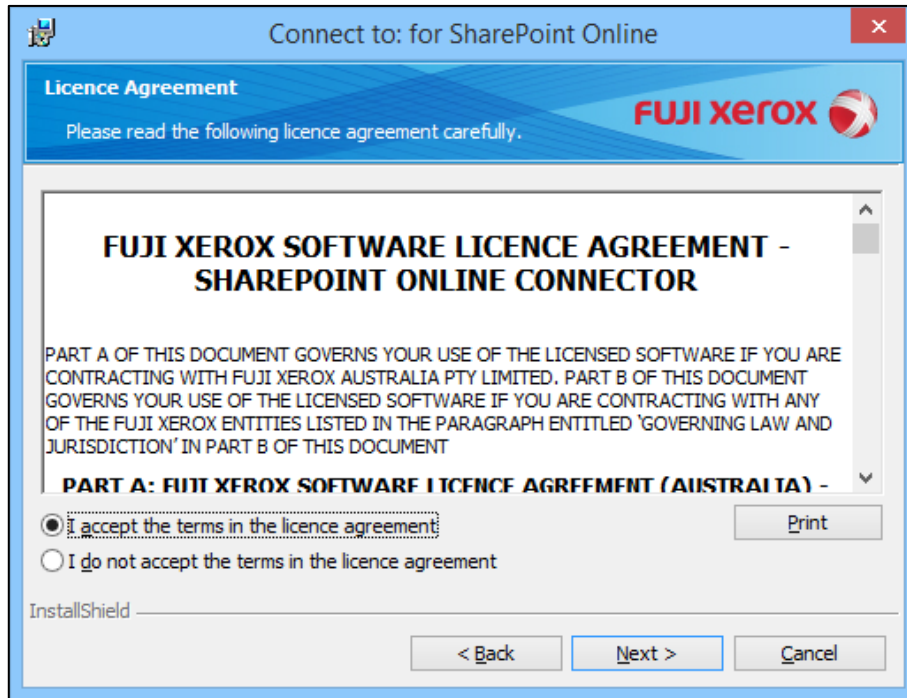 Connect to: for SharePoint Online
Licence Agreement
Please read the following licence agreement carefully.
FUJI xerox
FUJI XEROX SOFTWARE LICENCE AGREEMENT -
SHAREPOINT ONLINE CONNECTOR
PART A OF THIS DOCUMENT GOVERNS YOUR USE OF THE LICENSED SOFTWARE IF YOU ARE
CONTRACTING WITH FUJI XEROX AUSTRALIA PTY LIMITED. PART B OF THIS DOCUMENT
GOVERNS YOUR USE OF THE LICENSED SOFTWARE IF YOU ARE CONTRACTING WITH ANY
OF THE FUJI XEROX ENTITIES LISTED IN THE PARAGRAPH ENTITLED 'GOVERNING LAW AND
JURISDICTION' IN PART B OF THIS DOCUMENT
PART A: FUJI XEROX SOFTWARE LICENCE AGREEMENT (AUSTRALIA) -
I accept the terms in the licence agreement
Print
I do not accept the terms in the licence agreement
InstallShield
< Back
Next >
Cancel